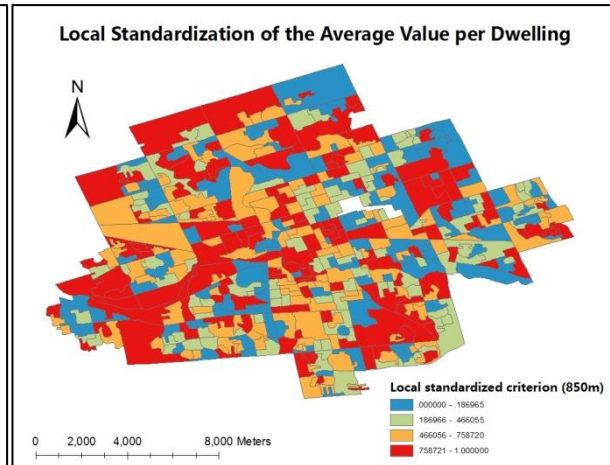 Local Standardization of the Average Value per Dwelling
N
Local standardized criterion (850m)
.000000 - .186965
.186966 - .466055
.466056 - .758720
.758721 - 1.000000
0 2,000 4,000 8,000 Meters